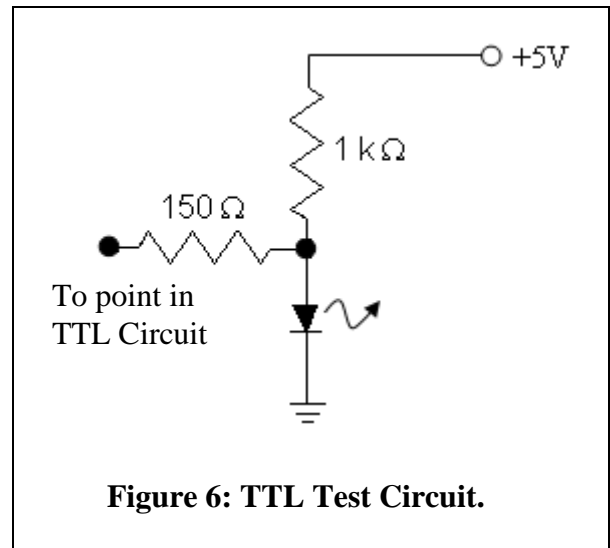 +5V
1 kΩ
150 Ω
To point in
TTL Circuit
Figure 6: TTL Test Circuit.